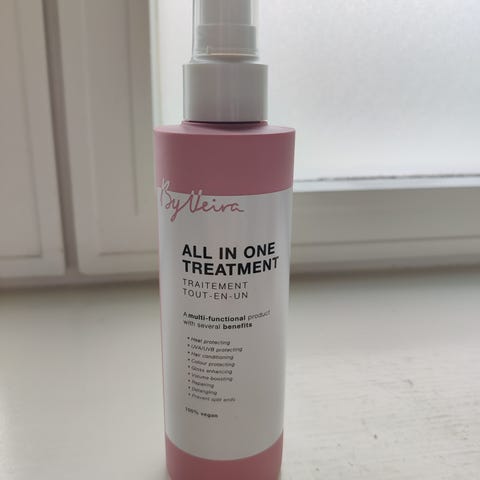 By Veira
ALL IN ONE
TREATMENT
TRAITEMENT
TOUT-EN-UN
A multi-functional product
with several benefits
• Heat protecting
• UVA/UVB protecting
• Hair conditioning
• Colour protecting
• Gloss enhancing
• Volume boosting
• Repairing
• Detangling
• Prevent split ends
100% vegan